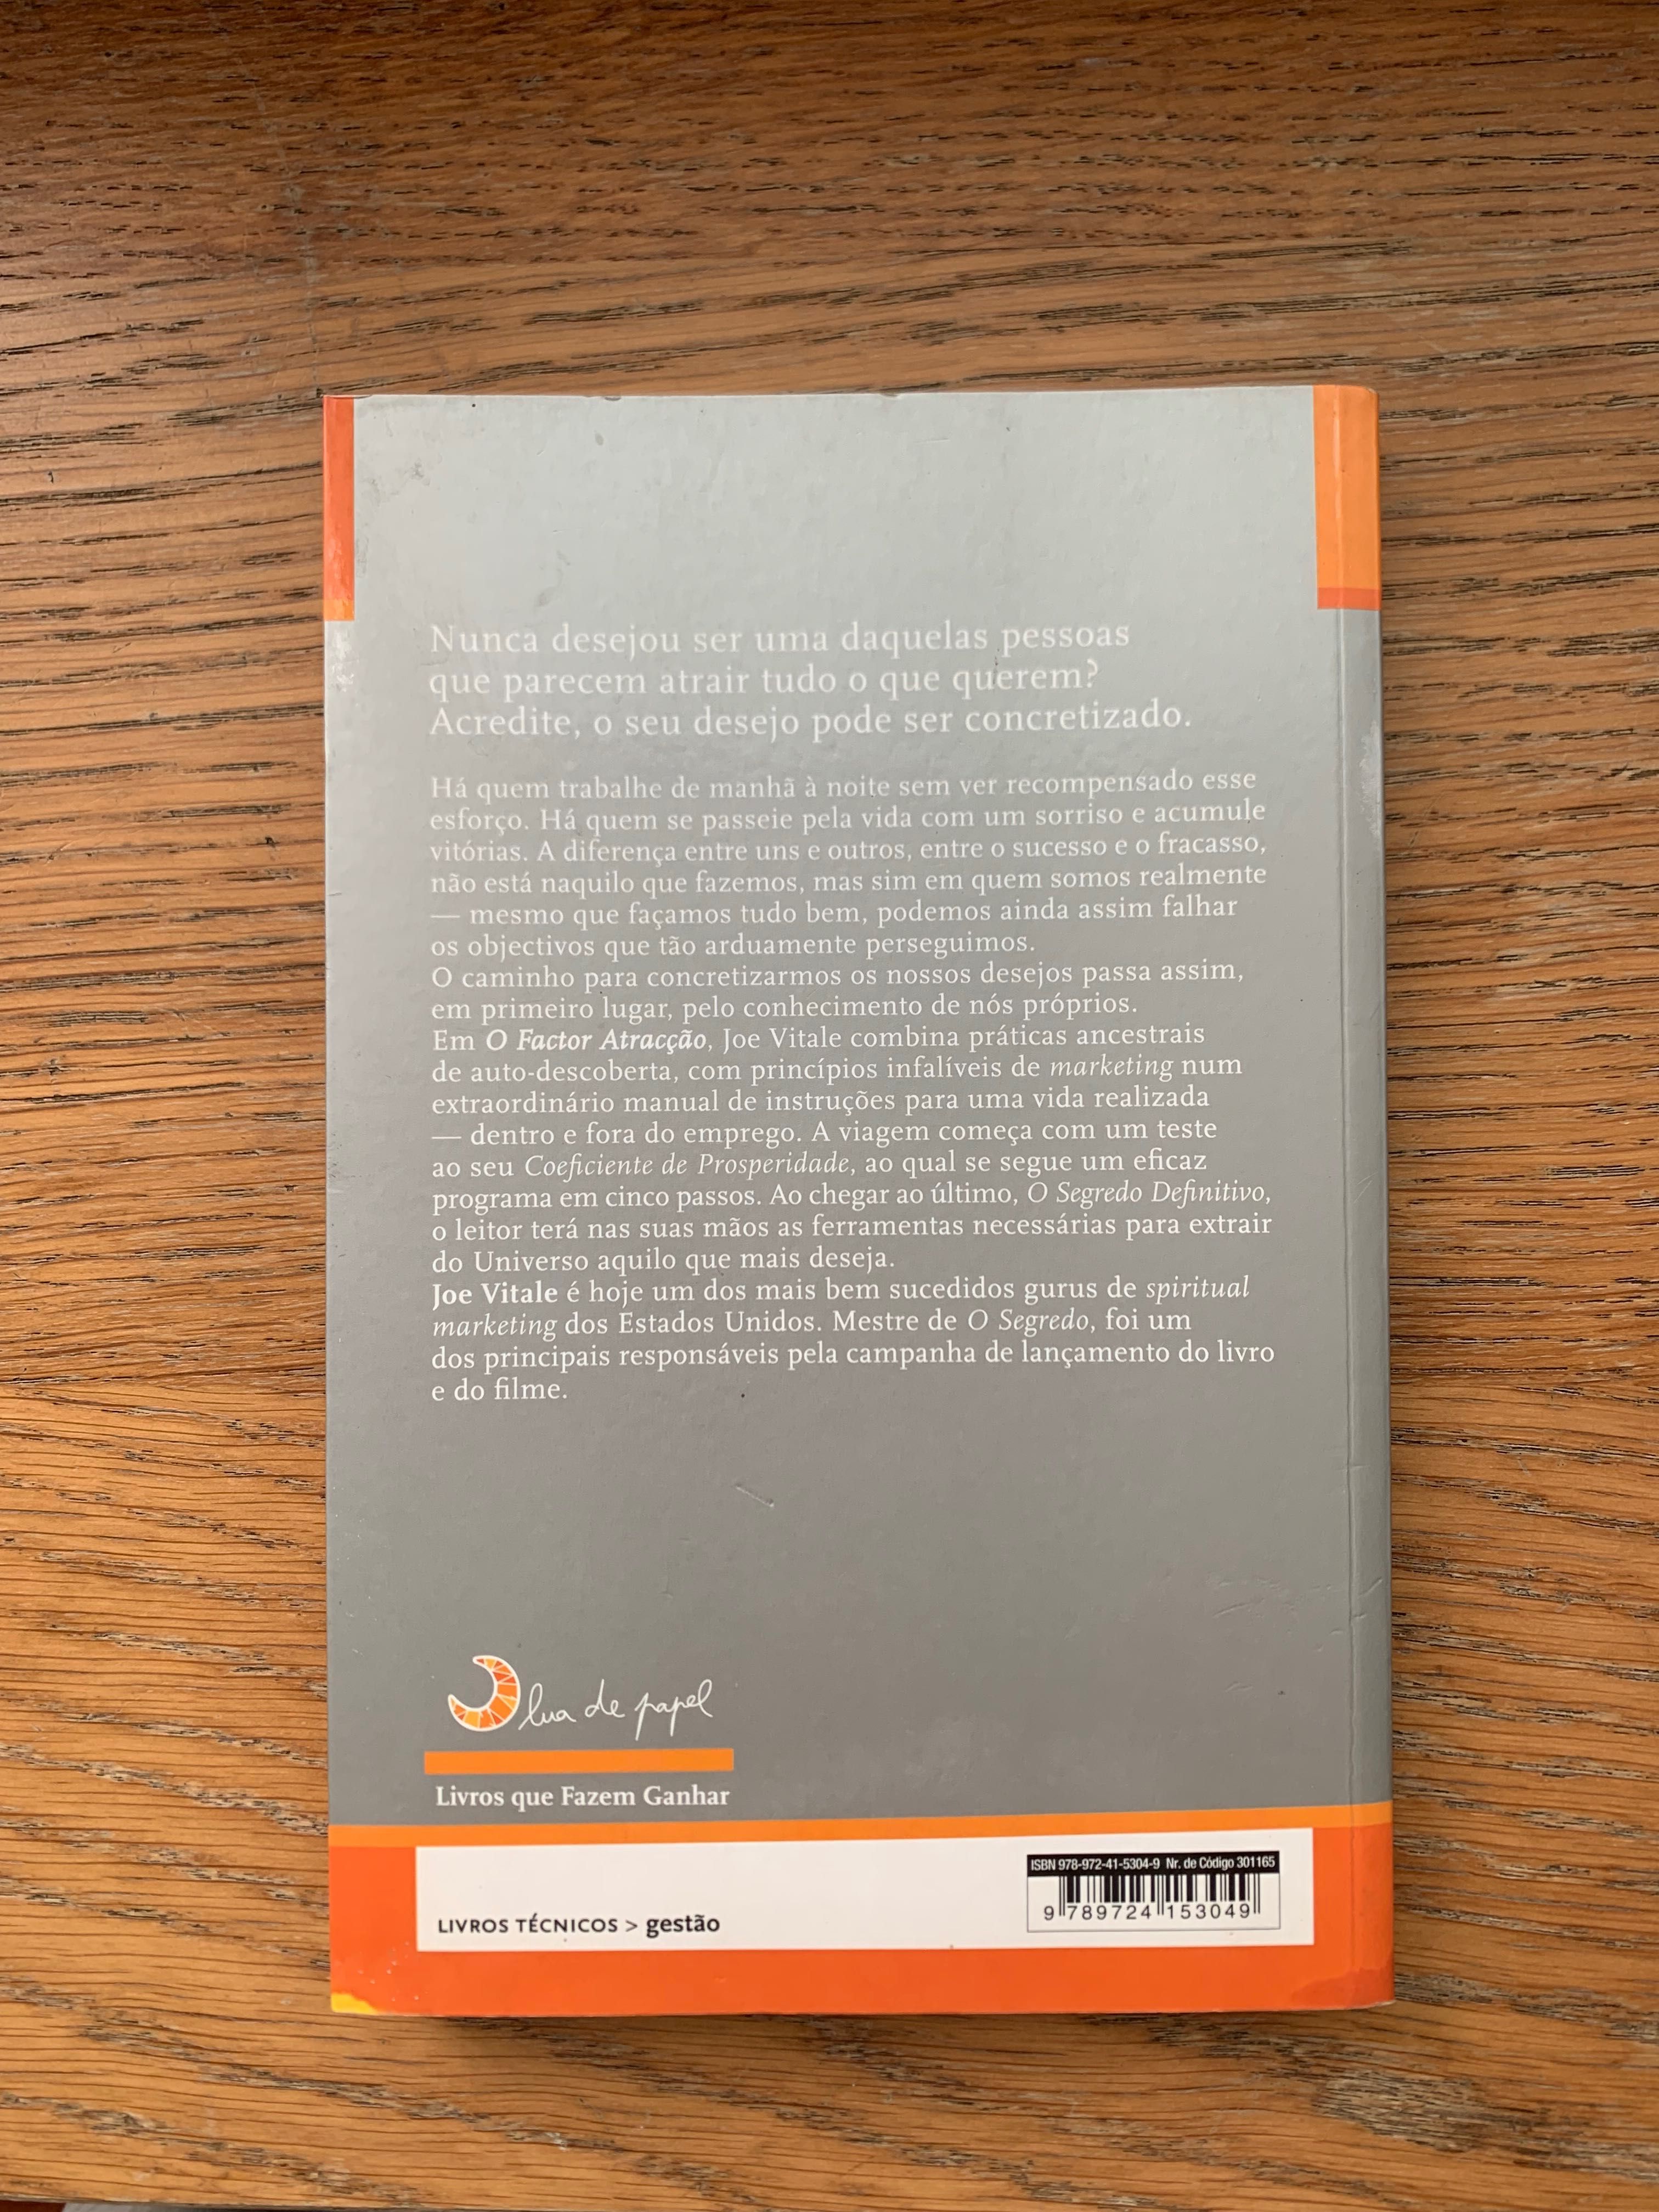 Nunca desejou ser uma daquelas pessoas
que parecem atrair tudo o que querem?
Acredite, o seu desejo pode ser concretizado.
Há quem trabalhe de manhã à noite sem ver recompensado esse
esforço. Há quem se passeie pela vida com um sorriso e acumule
vitórias. A diferença entre uns e outros, entre o sucesso e o fracasso,
não está naquilo que fazemos, mas sim em quem somos realmente
— mesmo que façamos tudo bem, podemos ainda assim falhar
os objectivos que tão arduamente perseguimos.
O caminho para concretizarmos os nossos desejos passa assim,
em primeiro lugar, pelo conhecimento de nós próprios.
Em O Factor Atracção, Joe Vitale combina práticas ancestrais
de auto-descoberta, com princípios infalíveis de marketing num
extraordinário manual de instruções para uma vida realizada
— dentro e fora do emprego. A viagem começa com um teste
ao seu Coeficiente de Prosperidade, ao qual se segue um eficaz
programa em cinco passos. Ao chegar ao último, O Segredo Definitivo,
o leitor terá nas suas mãos as ferramentas necessárias para extrair
do Universo aquilo que mais deseja.
Joe Vitale é hoje um dos mais bem sucedidos gurus de spiritual
marketing dos Estados Unidos. Mestre de O Segredo, foi um
dos principais responsáveis pela campanha de lançamento do livro
e do filme.
lua de papel
Livros que Fazem Ganhar
LIVROS TÉCNICOS > gestão
ISBN 978-972-41-5304-9 Nr. de Código 301165
9 789724 153049